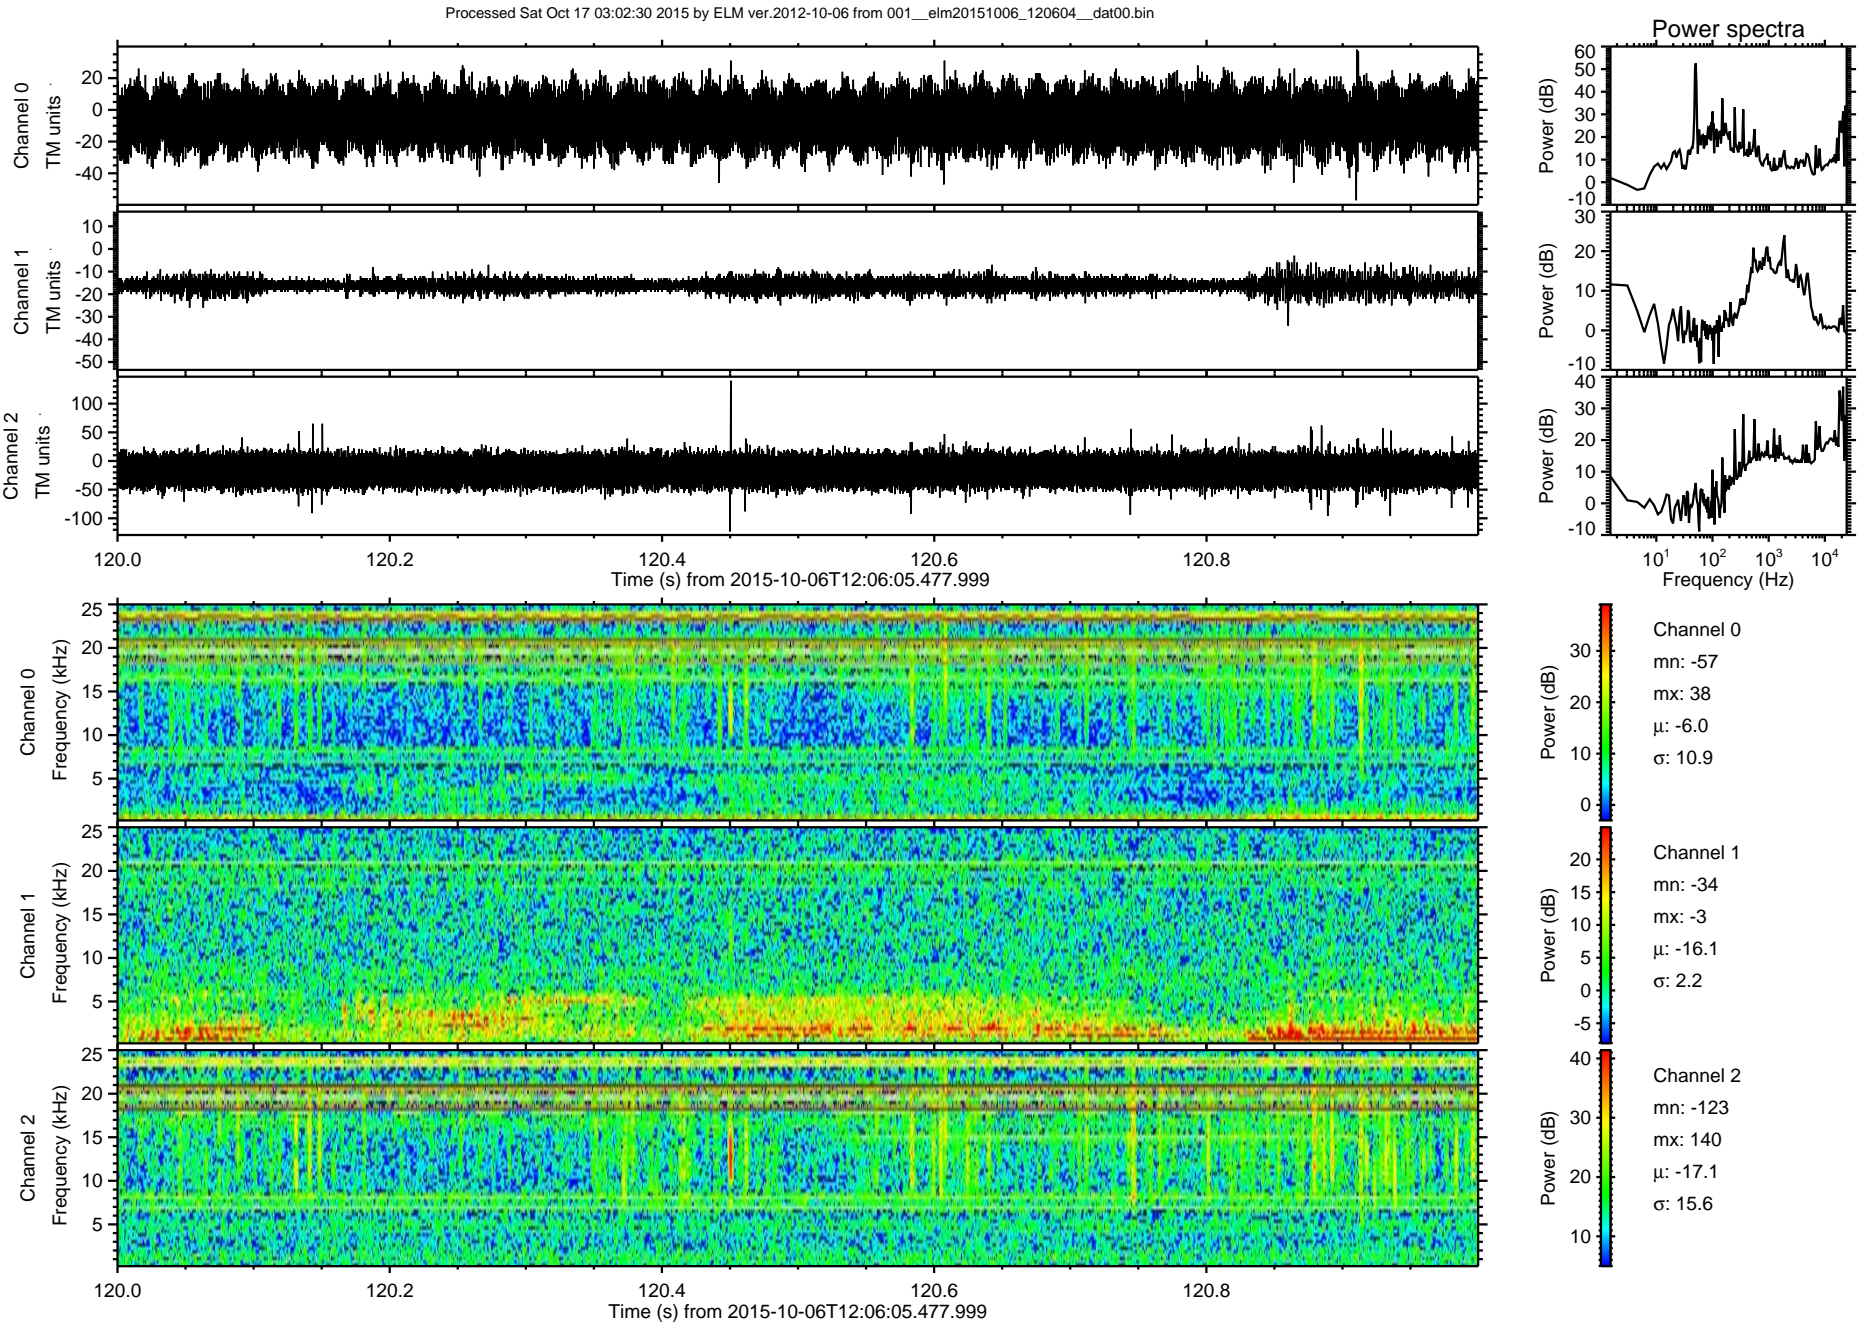 Processed Sat Oct 17 03:02:30 2015 by ELM ver.2012-10-06 from 001__elm20151006_120604__dat00.bin
Power spectra
Channel 0
TM units
20
0
-20
-40
Power (dB)
60
50
40
30
20
10
0
-10
Channel 1
TM units
10
0
-10
-20
-30
-40
-50
Power (dB)
30
20
10
0
-10
Channel 2
TM units
100
50
0
-50
-100
Power (dB)
40
30
20
10
0
-10
120.0 120.2 120.4 120.6 120.8
Time (s) from 2015-10-06T12:06:05.477.999
10¹ 10² 10³ 10⁴
Frequency (Hz)
Channel 0
Frequency (kHz)
25
20
15
10
5
Power (dB)
30
20
10
0
Channel 0
mn: -57
mx: 38
μ: -6.0
σ: 10.9
Channel 1
Frequency (kHz)
25
20
15
10
5
Power (dB)
20
15
10
5
0
-5
Channel 1
mn: -34
mx: -3
μ: -16.1
σ: 2.2
Channel 2
Frequency (kHz)
25
20
15
10
5
Power (dB)
40
30
20
10
Channel 2
mn: -123
mx: 140
μ: -17.1
σ: 15.6
120.0 120.2 120.4 120.6 120.8
Time (s) from 2015-10-06T12:06:05.477.999